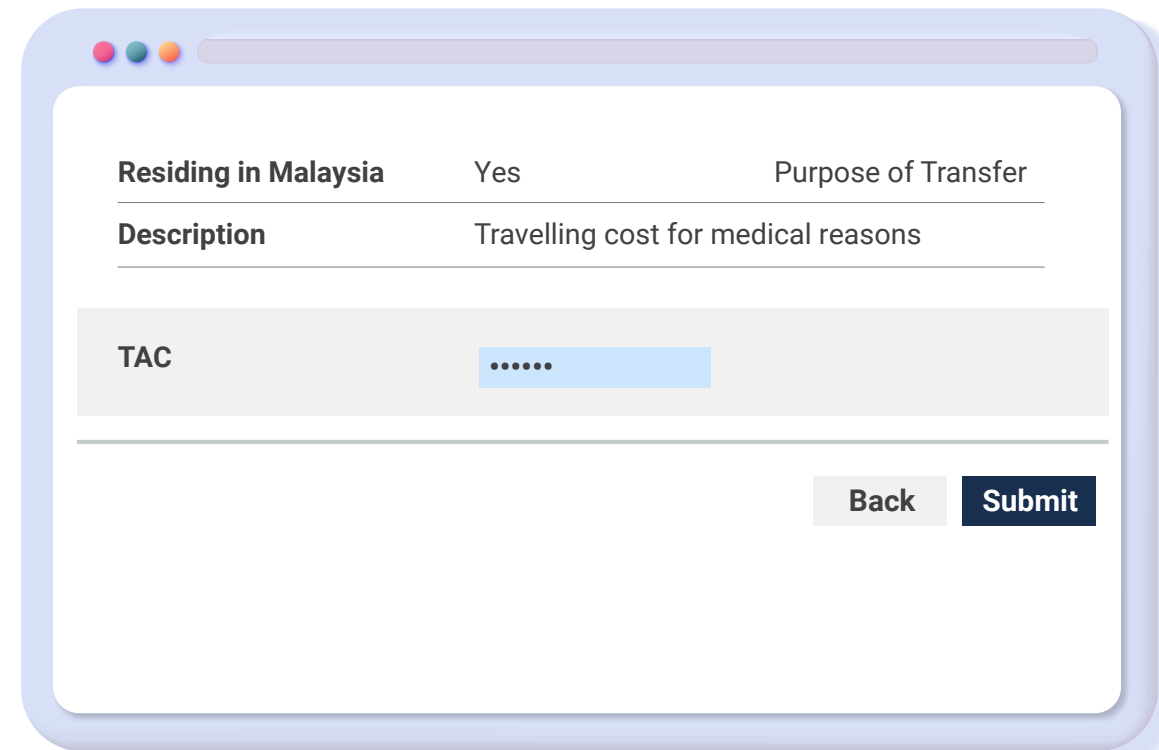 Residing in Malaysia Yes Purpose of Transfer
Description Travelling cost for medical reasons
TAC ••••••
Back Submit